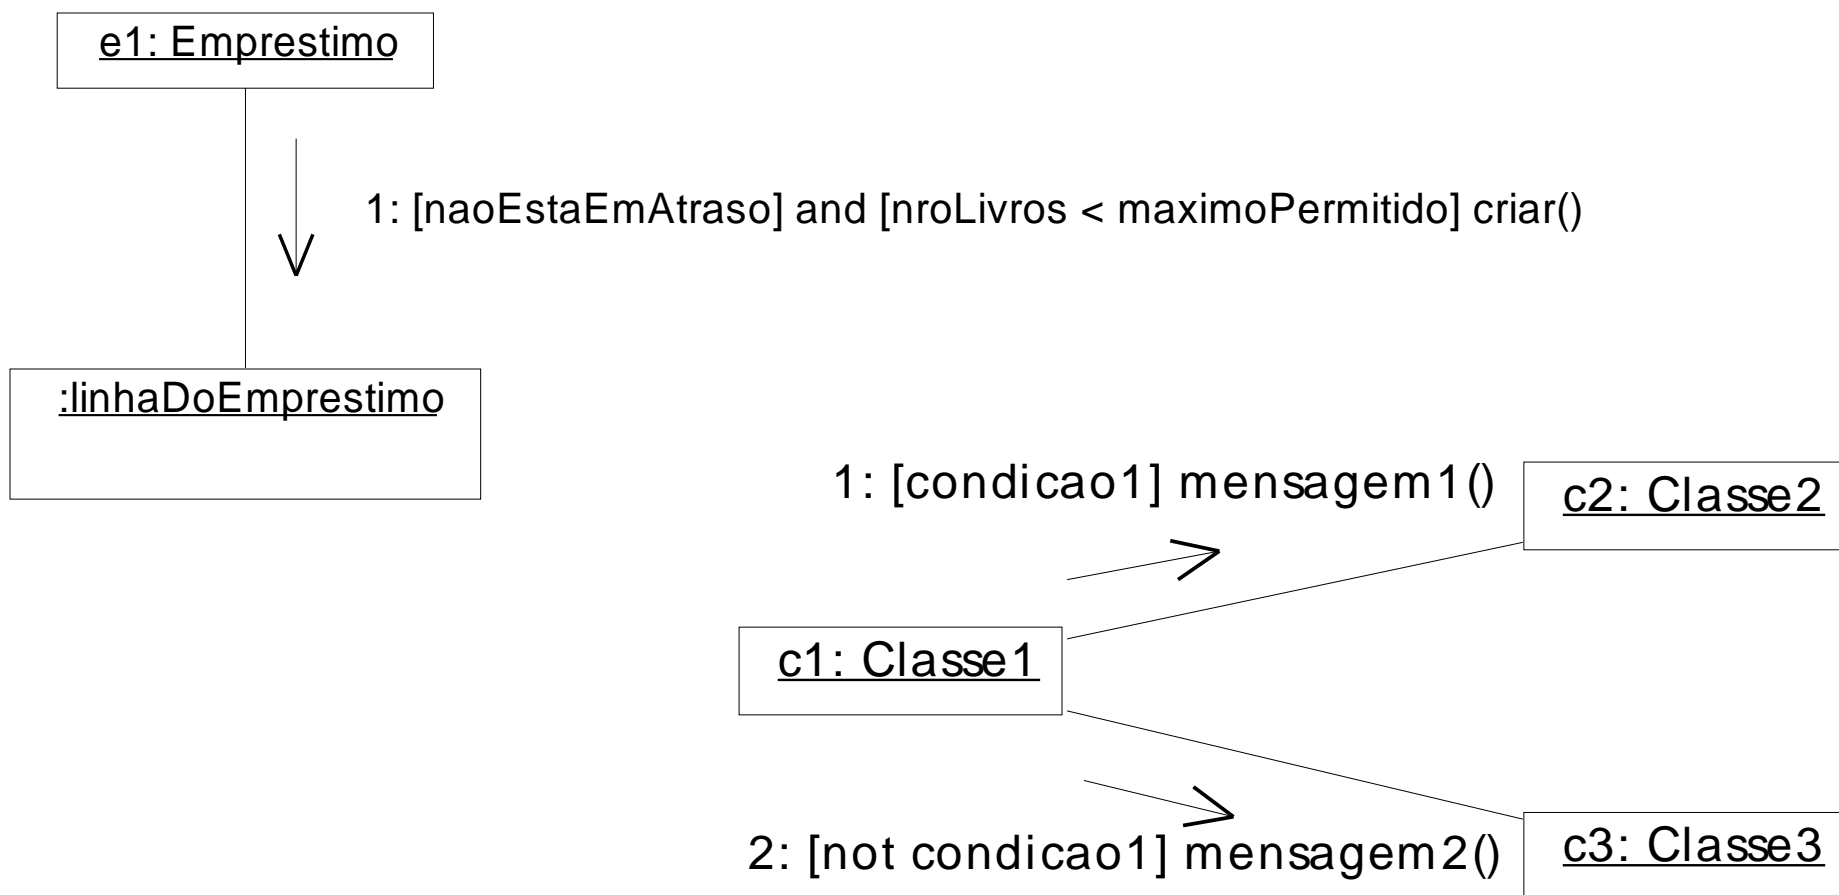 e1: Emprestimo
1: [naoEstaEmAtraso] and [nroLivros < maximoPermitido] criar()
:linhaDoEmprestimo
1: [condicao1] mensagem1()
c2: Classe2
c1: Classe1
2: [not condicao1] mensagem2()
c3: Classe3